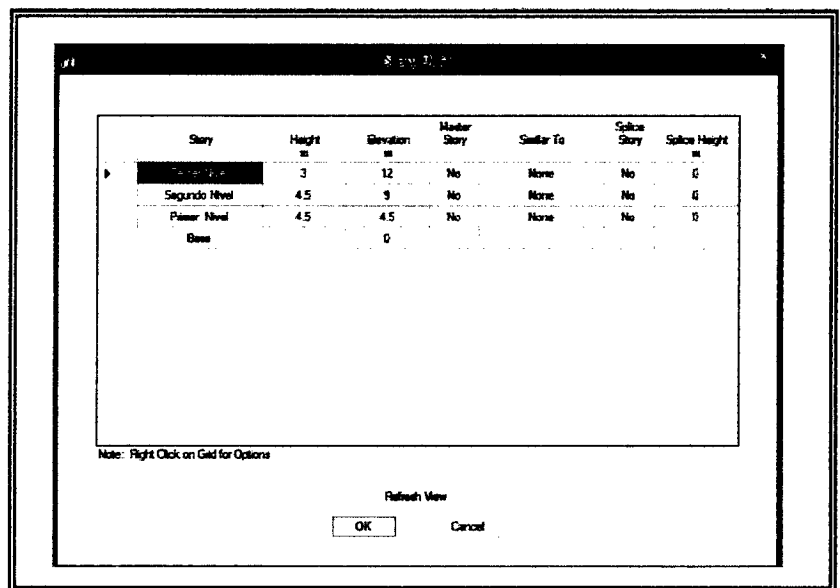 Story Height m Elevation m Master Story Similar To Splice Story Splice Height m
3 12 No None No 0
Segundo Nivel 4.5 9 No None No 0
Primer Nivel 4.5 4.5 No None No 0
Base 0
Note: Right Click on Grid for Options
Refresh View
OK Cancel